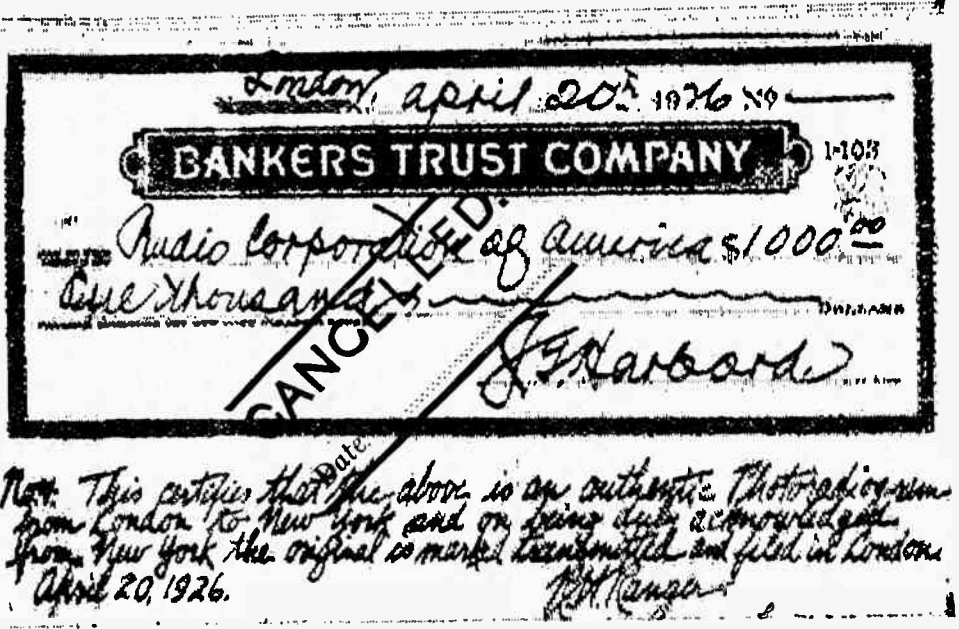 London, April 20th 1926 No
BANKERS TRUST COMPANY
1-103
Radio Corporation of America $1000.00
One thousand DOLLARS
CANCELLED.
J G Harbord
Date
Note: This certifies that the above is an authentic Photoradiogram
from London to New York and on being duly acknowledged
from New York the original is marked transmitted and filed in London
April 20, 1926. R.H. Ranger